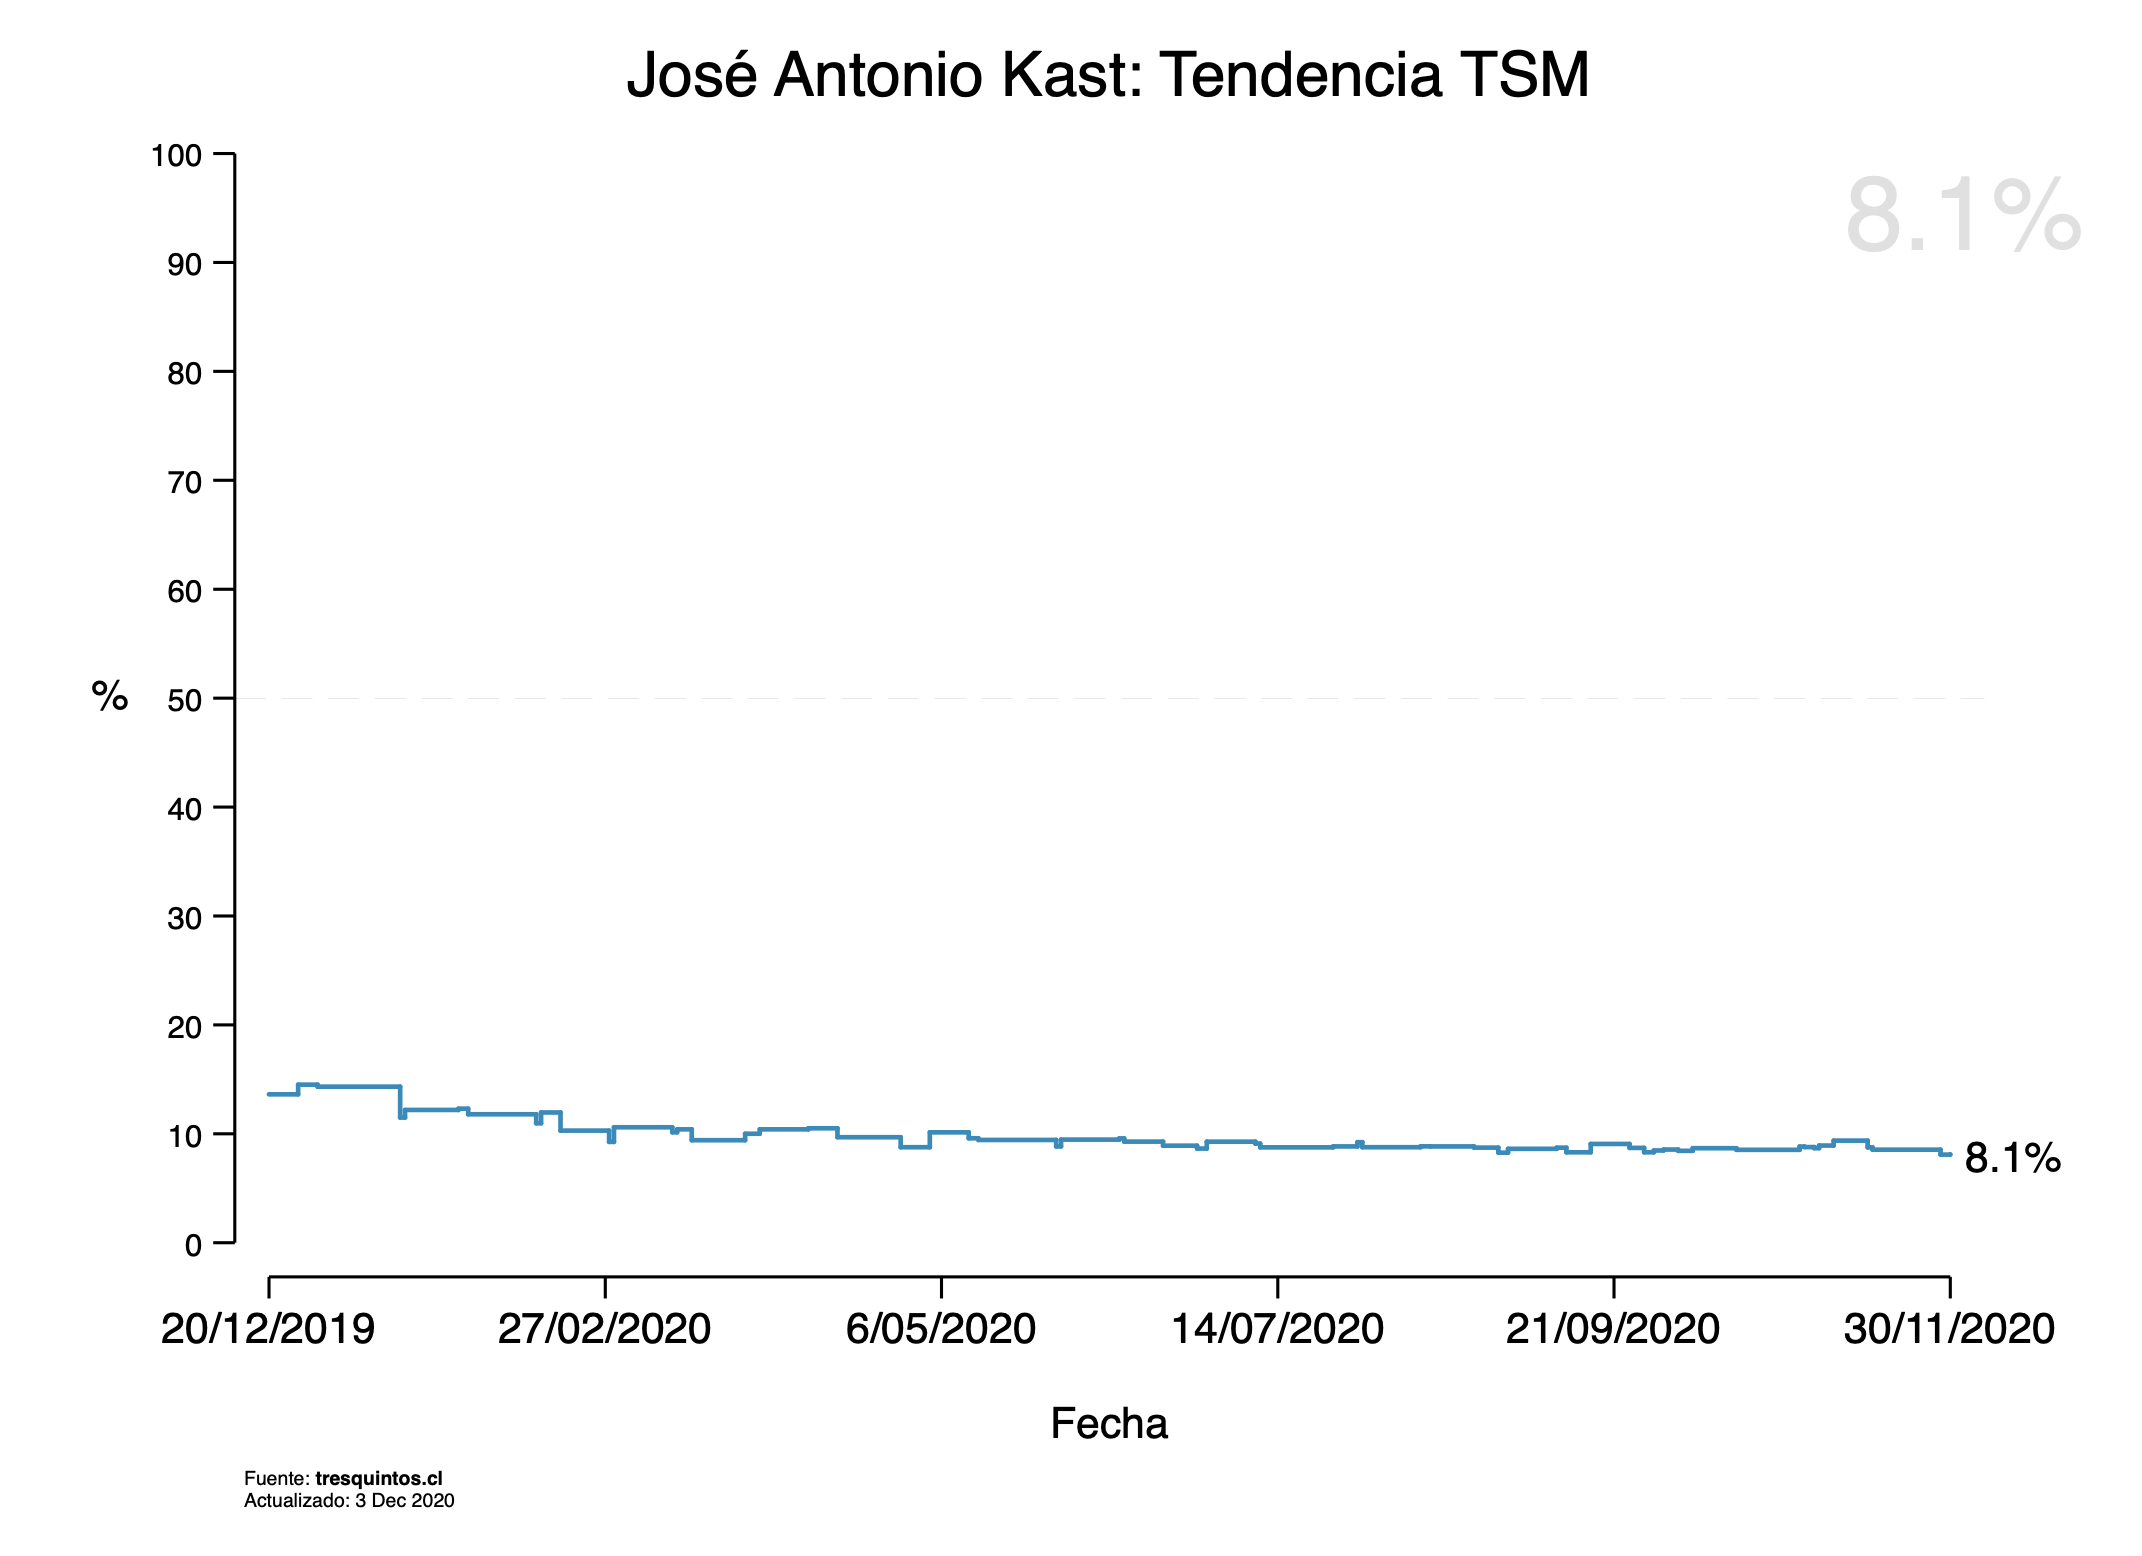 José Antonio Kast: Tendencia TSM
8.1%
100
90
80
70
60
50
40
30
20
10
0
%
8.1%
20/12/2019 27/02/2020 6/05/2020 14/07/2020 21/09/2020 30/11/2020
Fecha
Fuente: tresquintos.cl
Actualizado: 3 Dec 2020